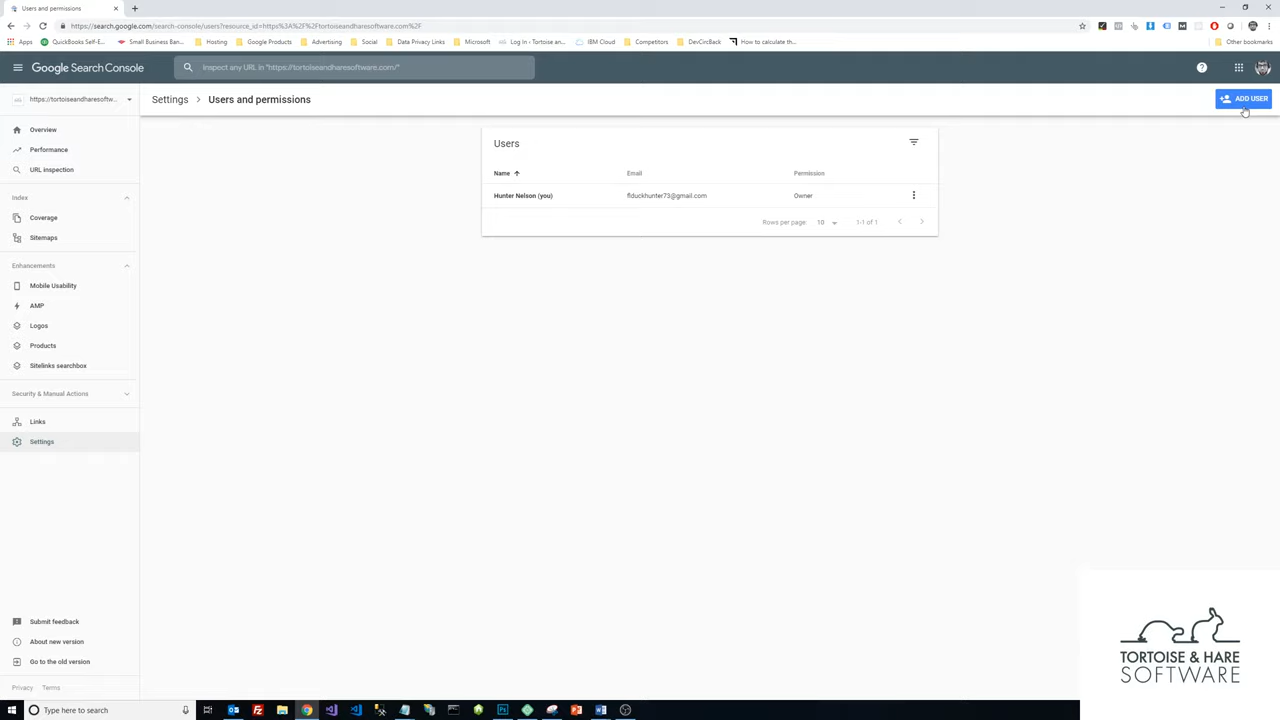 Users and permissions
https://search.google.com/search-console/users?resource_id=https%3A%2F%2Ftortoiseandharesoftware.com%2F
Apps QuickBooks Self-E... Small Business Ban... Hosting Google Products Advertising Social Data Privacy Links Microsoft Log In ‹ Tortoise an... IBM Cloud Competitors DevCircBack How to calculate th... Other bookmarks
Google Search Console Inspect any URL in "https://tortoiseandharesoftware.com/"
https://tortoiseandharesoftw... Settings > Users and permissions ADD USER
Overview
Performance
URL inspection
Index
Coverage
Sitemaps
Enhancements
Mobile Usability
AMP
Logos
Products
Sitelinks searchbox
Security & Manual Actions
Links
Settings
Users
Name Email Permission
Hunter Nelson (you) flduckhunter73@gmail.com Owner
Rows per page: 10 1-1 of 1
Submit feedback
About new version
Go to the old version
Privacy Terms
TORTOISE & HARE
SOFTWARE
Type here to search